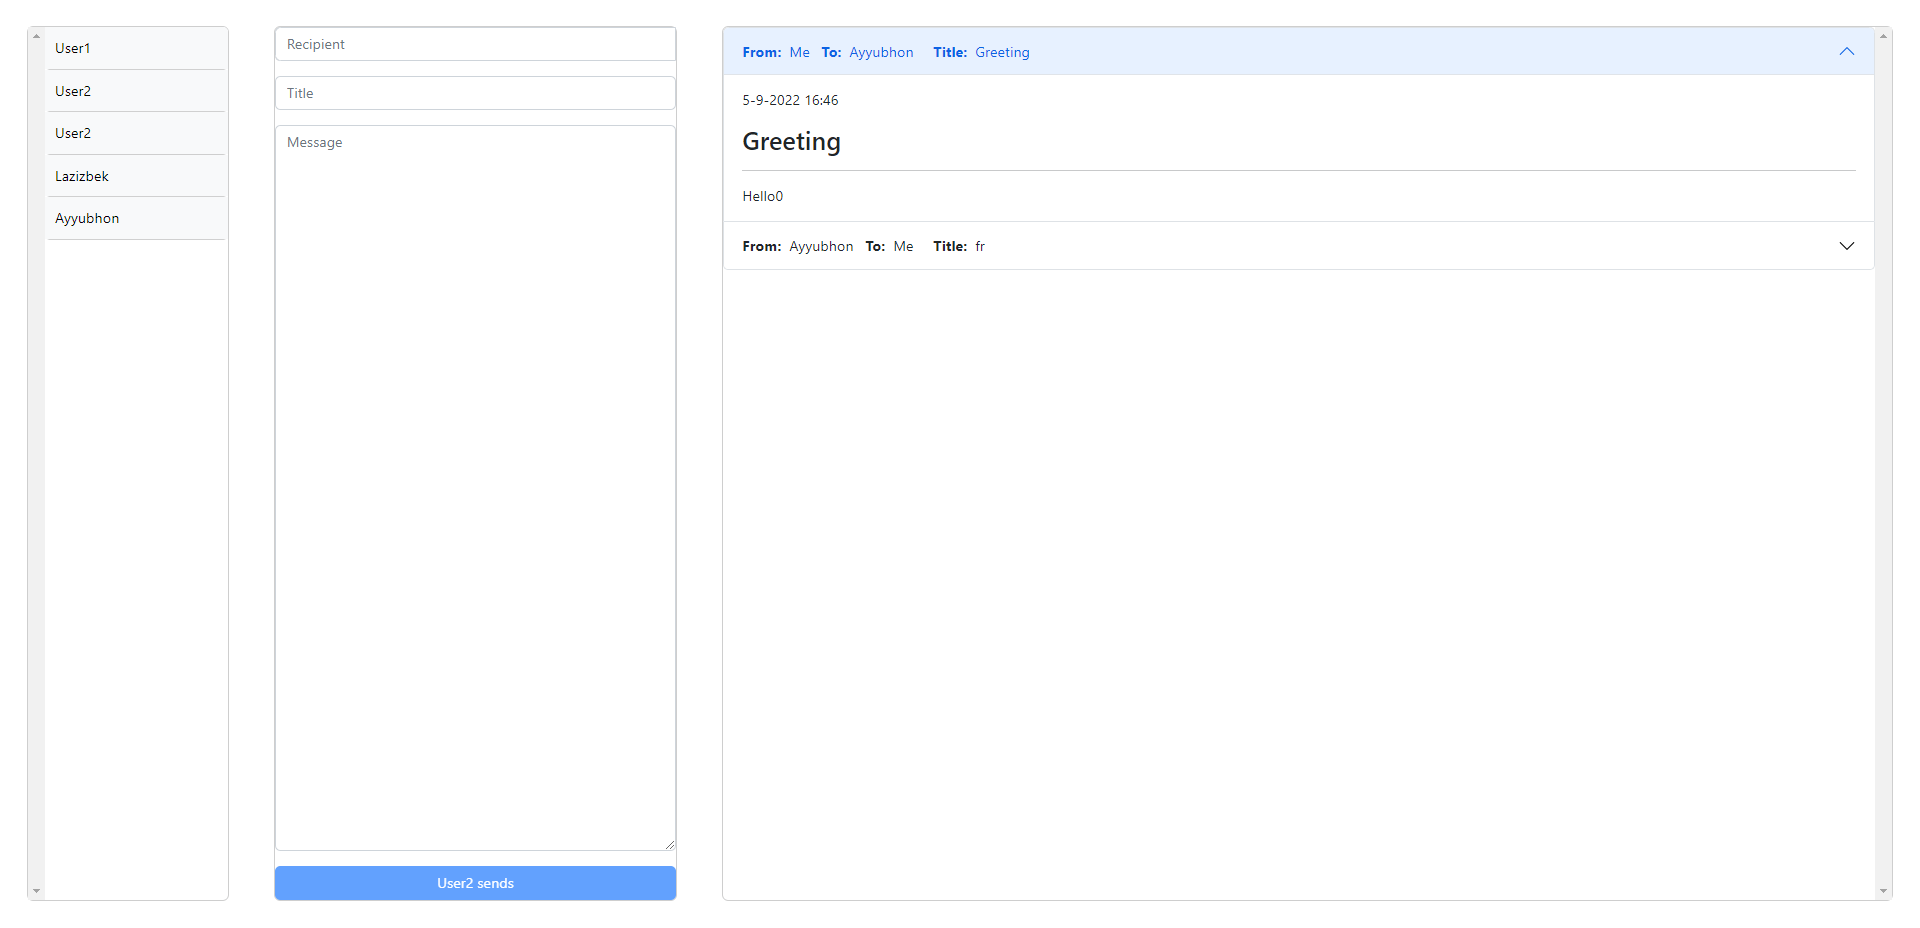 User1
User2
User2
Lazizbek
Ayyubhon
Recipient
Title
Message
User2 sends
From: Me To: Ayyubhon Title: Greeting
5-9-2022 16:46
Greeting
Hello0
From: Ayyubhon To: Me Title: fr